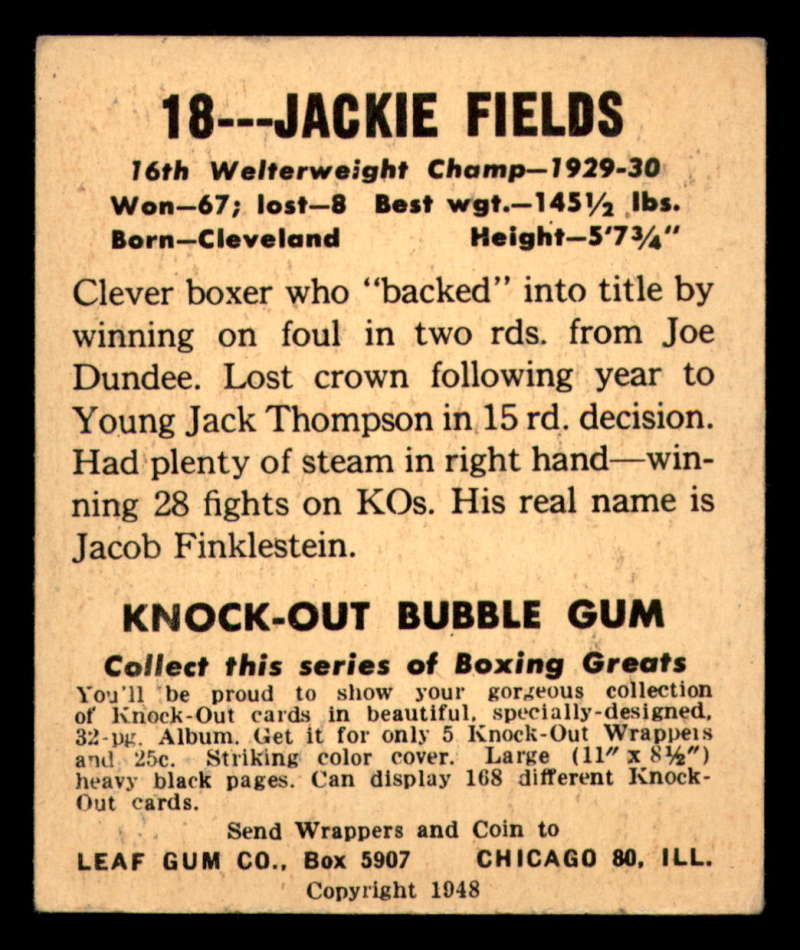 18---JACKIE FIELDS
16th Welterweight Champ—1929-30
Won—67; lost—8 Best wgt.—145½ lbs.
Born—Cleveland Height—5'7¾"
Clever boxer who "backed" into title by
winning on foul in two rds. from Joe
Dundee. Lost crown following year to
Young Jack Thompson in 15 rd. decision.
Had plenty of steam in right hand—win-
ning 28 fights on KOs. His real name is
Jacob Finklestein.
KNOCK-OUT BUBBLE GUM
Collect this series of Boxing Greats
You'll be proud to show your gorgeous collection
of Knock-Out cards in beautiful, specially-designed,
32-pg. Album. Get it for only 5 Knock-Out Wrappers
and 25c. Striking color cover. Large (11" x 8½")
heavy black pages. Can display 168 different Knock-
Out cards.
Send Wrappers and Coin to
LEAF GUM CO., Box 5907 CHICAGO 80, ILL.
Copyright 1948